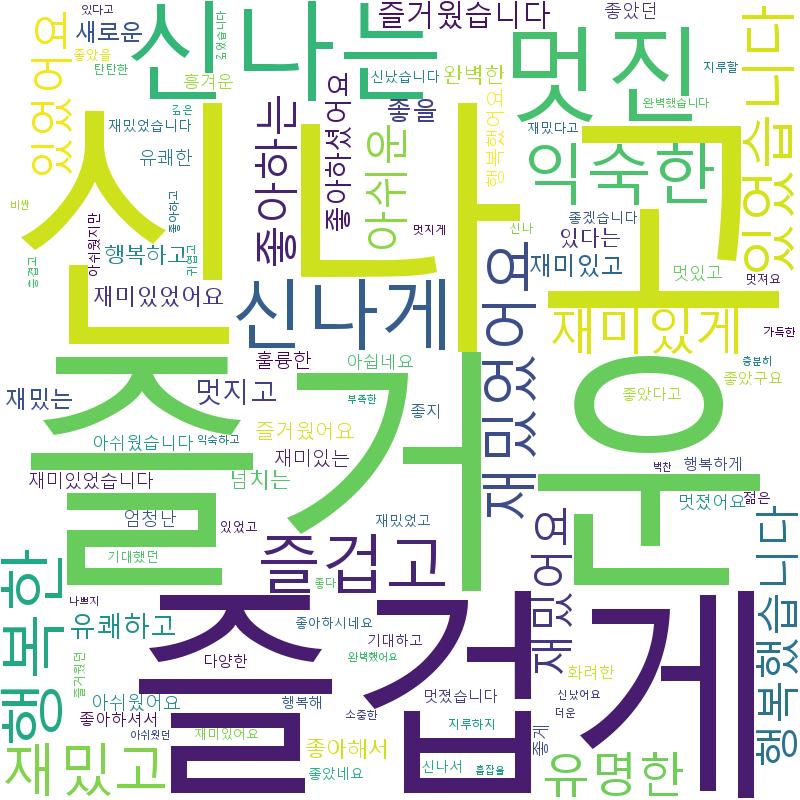 있다고
새로운
좋았을
탄탄한
있었어요
신나는
깊었습니다
흥겨운
즐거웠습니다
좋았던
신났습니다
완벽한
멋진
지루할
완벽했습니다
있었습니다
깊은
재밌었습니다
유쾌한
좋아하는
좋아하셨어요
좋을
아쉬운
행복했어요
재밌다고
익숙한
신나고
비싼
좋아하고
흥겹고
아쉬웠지만
귀엽고
행복하고
멋지게
신나
좋겠습니다
있다는
재미있고
멋있고
멋져요
재미있었어요
신나게
재밌었어요
재미있게
가득한
즐거운
훌륭한
아쉽네요
충분히
재밌는
멋지고
부족한
좋지
좋았다고
좋았구요
아쉬웠습니다
익숙하고
즐거웠어요
재미있었습니다
재미있는
넘치는
벅찬
행복하게
멋졌어요
젊은
엄청난
있었고
재밌었고
기대했던
즐겁고
좋다
재밌어요
행복했습니다
행복한
나쁘지
즐겁게
유쾌하고
좋아하시네요
기대하고
즐거웠던
다양한
완벽했어요
화려한
아쉬웠어요
행복해
멋졌습니다
신났어요
소중한
더운
좋아하셔서
아쉬웠던
재미있어요
지루하지
좋게
재밌고
좋아해서
좋았네요
신나서
흠잡을
유명한